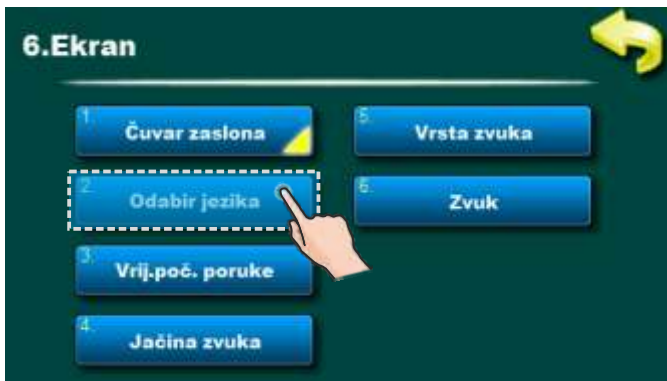 6.Ekran
1. Čuvar zaslona
2. Odabir jezika
3. Vrij.poč. poruke
4. Jačina zvuka
5. Vrsta zvuka
6. Zvuk